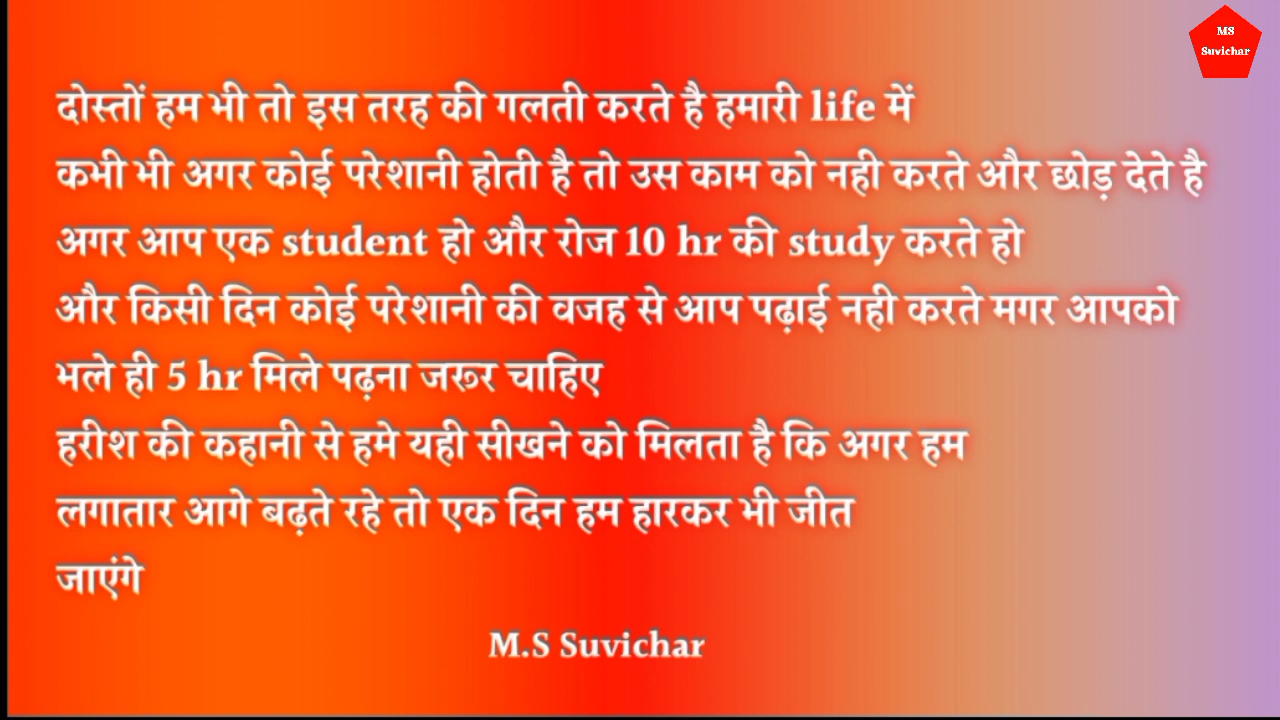 MS
Suvichar
दोस्तों हम भी तो इस तरह की गलती करते है हमारी life में
कभी भी अगर कोई परेशानी होती है तो उस काम को नही करते और छोड़ देते है
अगर आप एक student हो और रोज 10 hr की study करते हो
और किसी दिन कोई परेशानी की वजह से आप पढ़ाई नही करते मगर आपको
भले ही 5 hr मिले पढ़ना जरूर चाहिए
हरीश की कहानी से हमे यही सीखने को मिलता है कि अगर हम
लगातार आगे बढ़ते रहे तो एक दिन हम हारकर भी जीत
जाएंगे
M.S Suvichar